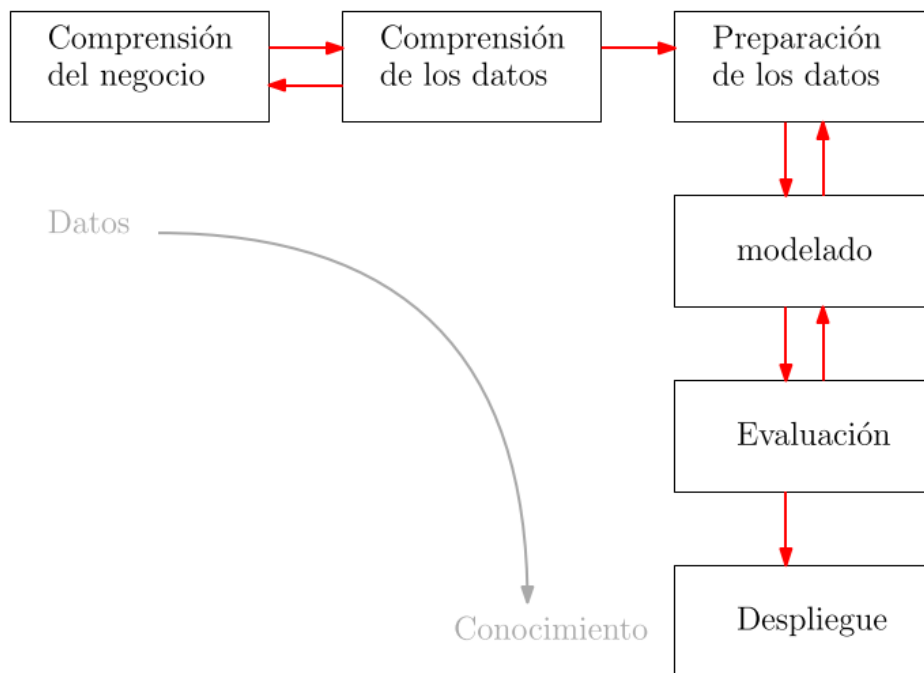 Comprensión
del negocio
Comprensión
de los datos
Preparación
de los datos
Datos
modelado
Evaluación
Conocimiento
Despliegue